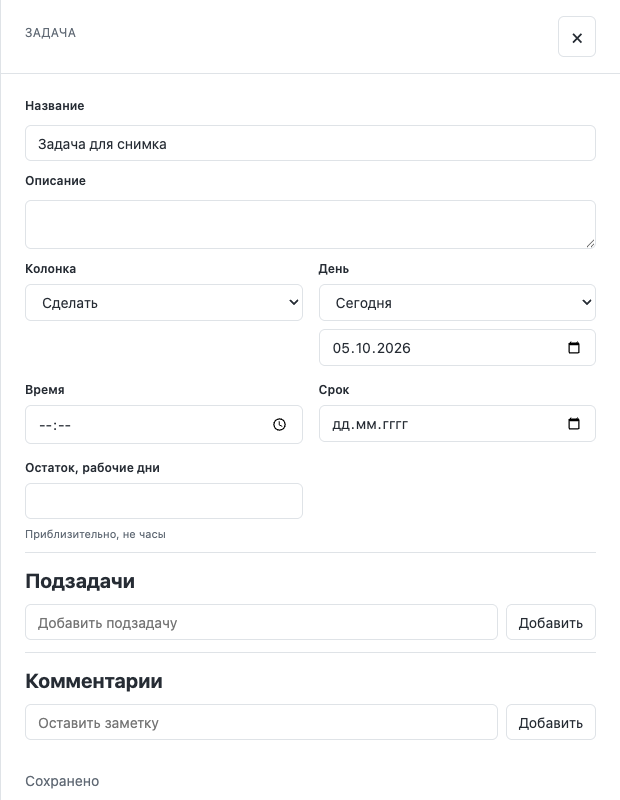 ЗАДАЧА
×
Название
Задача для снимка
Описание
Колонка
День
Сделать
Сегодня
05.10.2026
Время
Срок
--:--
дд.мм.гггг
Остаток, рабочие дни
Приблизительно, не часы
Подзадачи
Добавить подзадачу
Добавить
Комментарии
Оставить заметку
Добавить
Сохранено